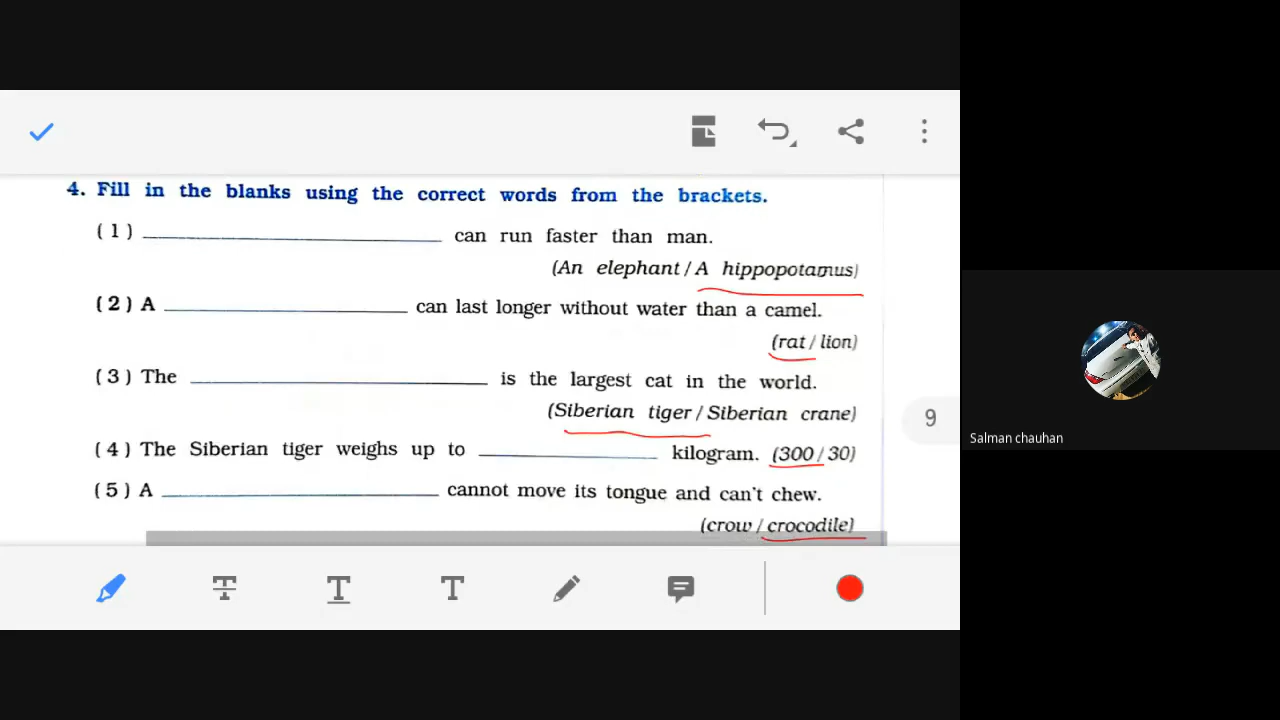 4. Fill in the blanks using the correct words from the brackets.
(1) ____________ can run faster than man.
(An elephant / A hippopotamus)
(2) A ____________ can last longer without water than a camel.
(rat / lion)
(3) The ____________ is the largest cat in the world.
(Siberian tiger / Siberian crane)
9
Salman chauhan
(4) The Siberian tiger weighs up to ____________ kilogram. (300 / 30)
(5) A ____________ cannot move its tongue and can't chew.
(crow / crocodile)